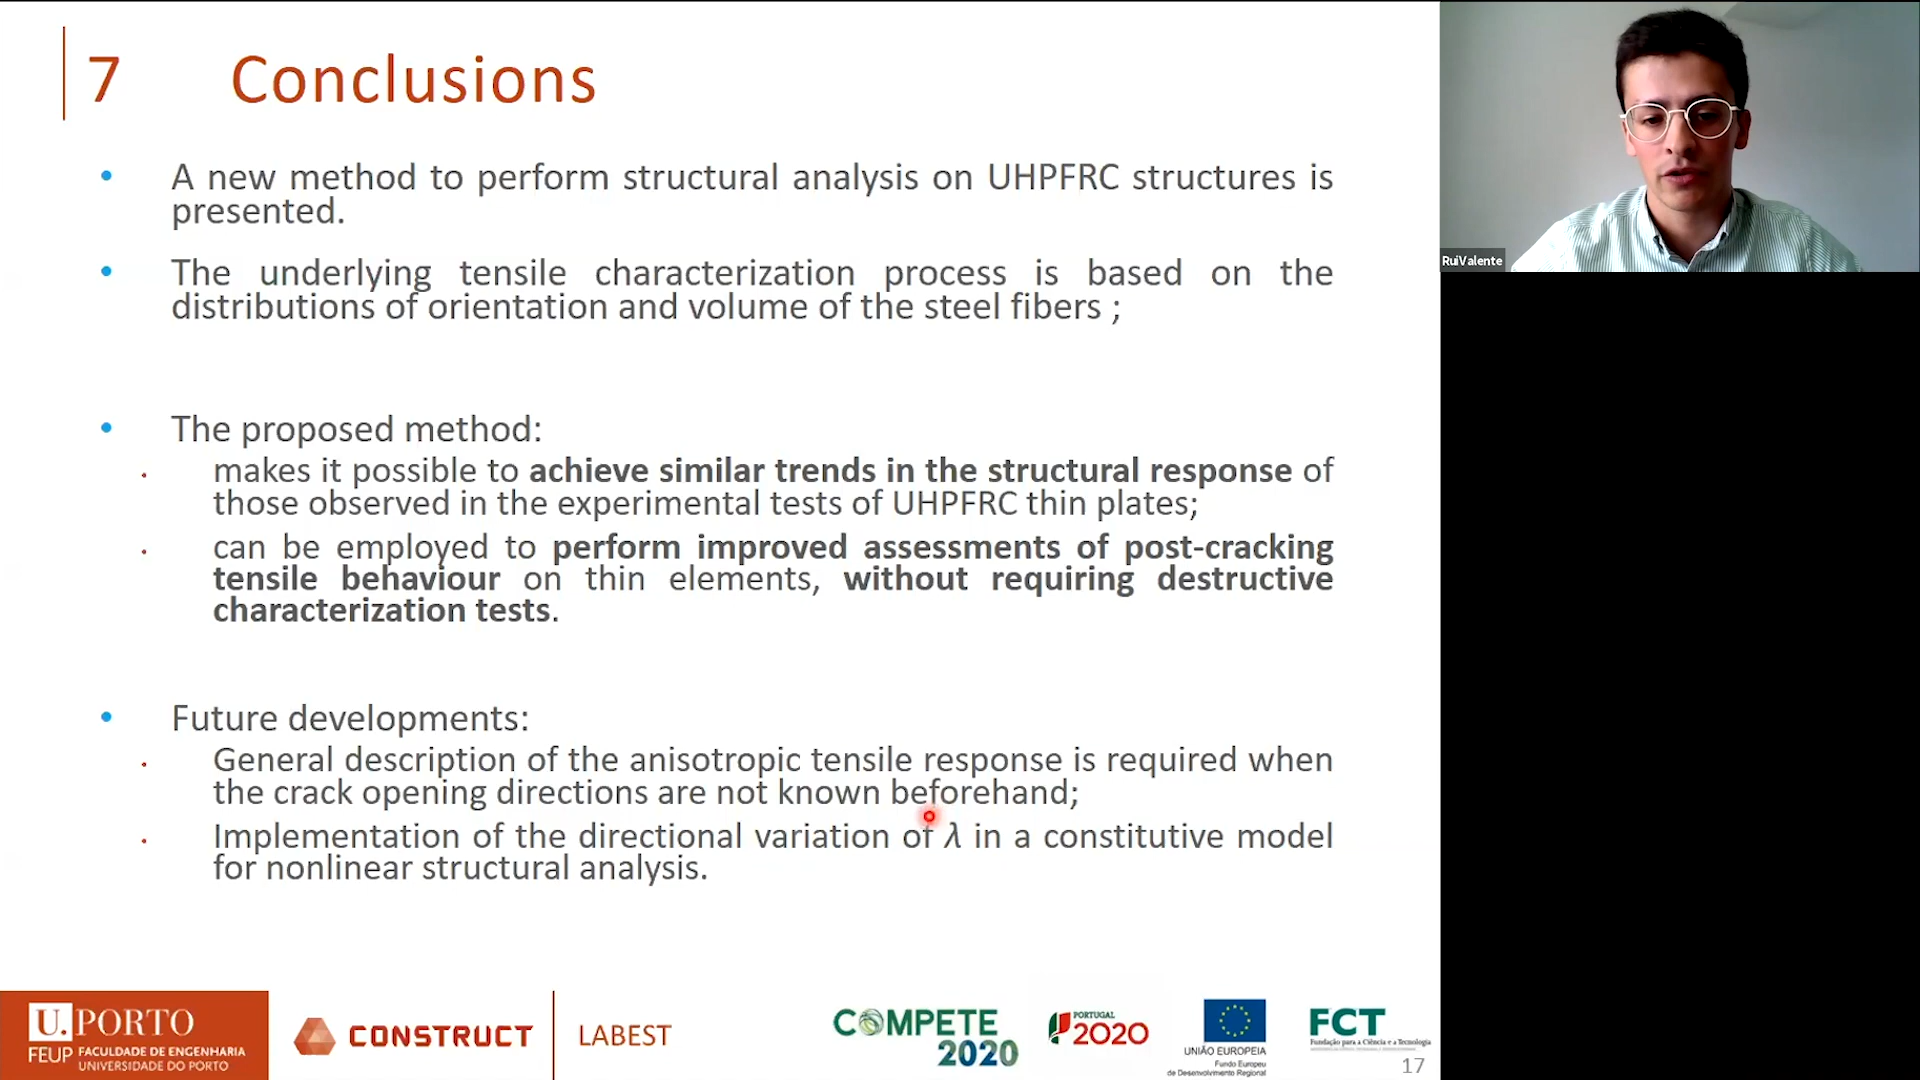 7 Conclusions
• A new method to perform structural analysis on UHPFRC structures is
presented.
• The underlying tensile characterization process is based on the
distributions of orientation and volume of the steel fibers ;
• The proposed method:
· makes it possible to achieve similar trends in the structural response of
those observed in the experimental tests of UHPFRC thin plates;
· can be employed to perform improved assessments of post-cracking
tensile behaviour on thin elements, without requiring destructive
characterization tests.
• Future developments:
· General description of the anisotropic tensile response is required when
the crack opening directions are not known beforehand;
· Implementation of the directional variation of λ in a constitutive model
for nonlinear structural analysis.
RuiValente
U.PORTO
FEUP FACULDADE DE ENGENHARIA
UNIVERSIDADE DO PORTO
CONSTRUCT
LABEST
COMPETE
2020
PORTUGAL
2020
UNIÃO EUROPEIA
Fundo Europeu
de Desenvolvimento Regional
FCT
Fundação para a Ciência e a Tecnologia
17